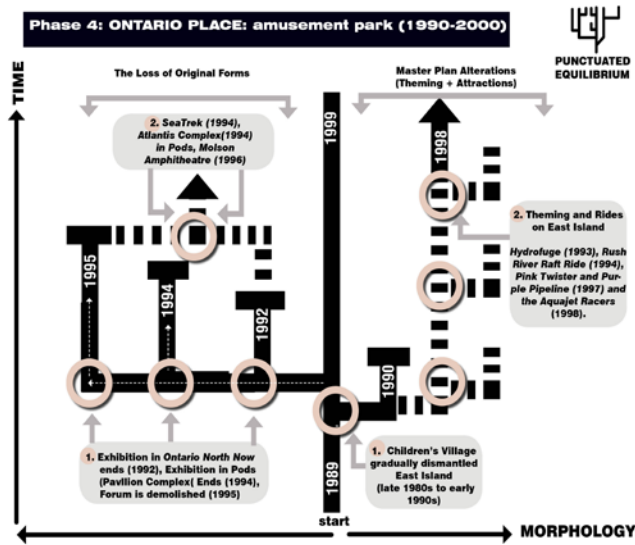 Phase 4: ONTARIO PLACE: amusement park (1990-2000)
PUNCTUATED
EQUILIBRIUM
TIME
The Loss of Original Forms
Master Plan Alterations
(Theming + Attractions)
2. SeaTrek (1994),
Atlantis Complex(1994)
in Pods, Molson
Amphitheatre (1996)
1999
1998
2. Theming and Rides
on East Island
Hydrofuge (1993), Rush
River Raft Ride (1994),
Pink Twister and Pur-
ple Pipeline (1997) and
the Aquajet Racers
(1998).
1995
1994
1992
1990
1. Exhibition in Ontario North Now
ends (1992), Exhibition in Pods
(Pavilion Complex( Ends (1994),
Forum is demolished (1995)
1989
1. Children's Village
gradually dismantled
East Island
(late 1980s to early
1990s)
start
MORPHOLOGY